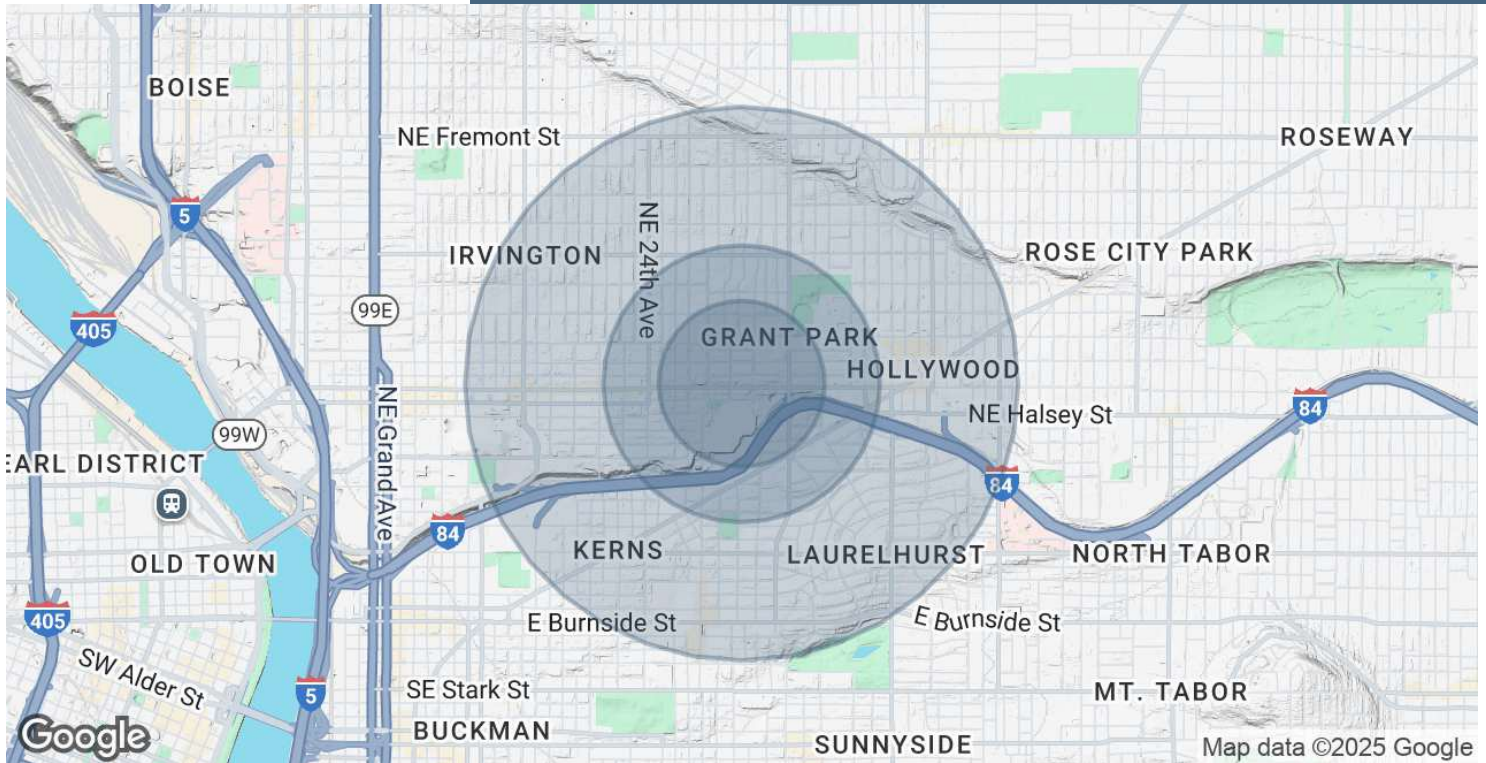 BOISE
NE Fremont St
ROSEWAY
5
NE 24th Ave
IRVINGTON
ROSE CITY PARK
99E
405
GRANT PARK
HOLLYWOOD
84
NE Grand Ave
NE Halsey St
99W
EARL DISTRICT
84
84
OLD TOWN
KERNS
LAURELHURST
NORTH TABOR
405
E Burnside St
E Burnside St
SW Alder St
5
SE Stark St
MT. TABOR
BUCKMAN
SUNNYSIDE
Google
Map data ©2025 Google